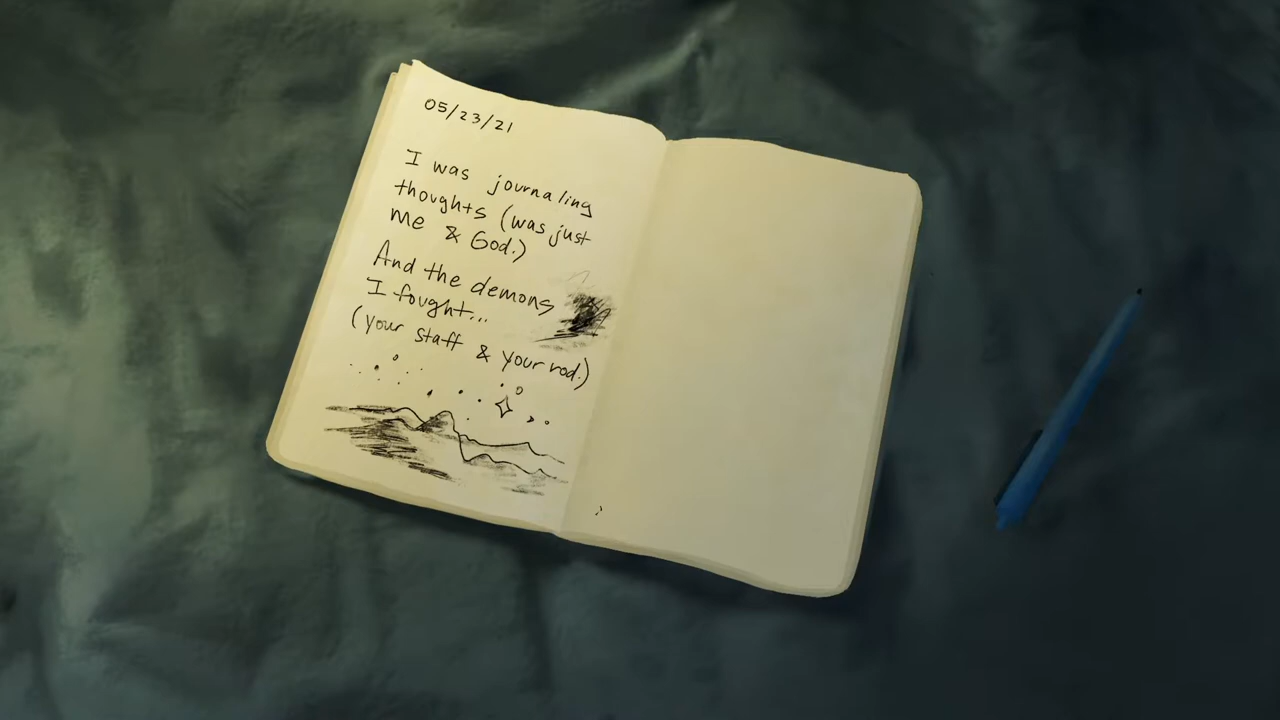 05/23/21
I was journaling
thoughts (was just
me & God.)
And the demons
I fought...
(your staff & your rod.)